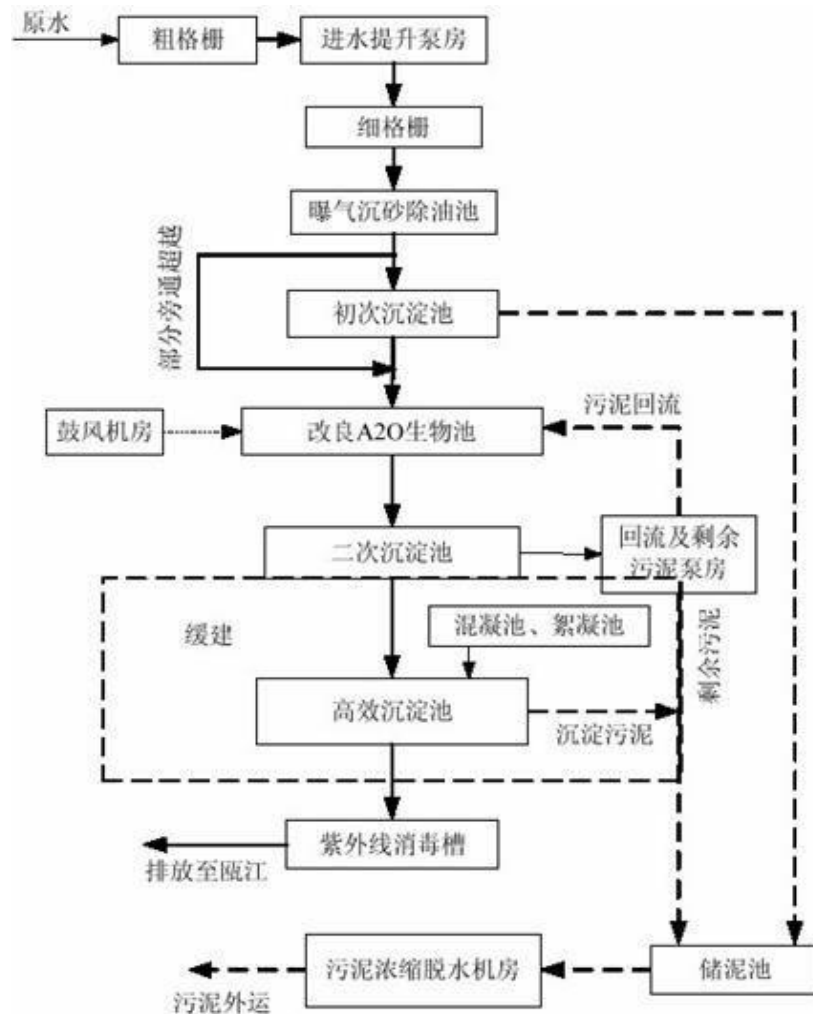 原水
粗格栅
进水提升泵房
细格栅
曝气沉砂除油池
部分旁通超越
初次沉淀池
污泥回流
鼓风机房
改良A2O生物池
二次沉淀池
回流及剩余
污泥泵房
缓建
混凝池、絮凝池
剩余污泥
高效沉淀池
沉淀污泥
紫外线消毒槽
排放至瓯江
污泥浓缩脱水机房
储泥池
污泥外运